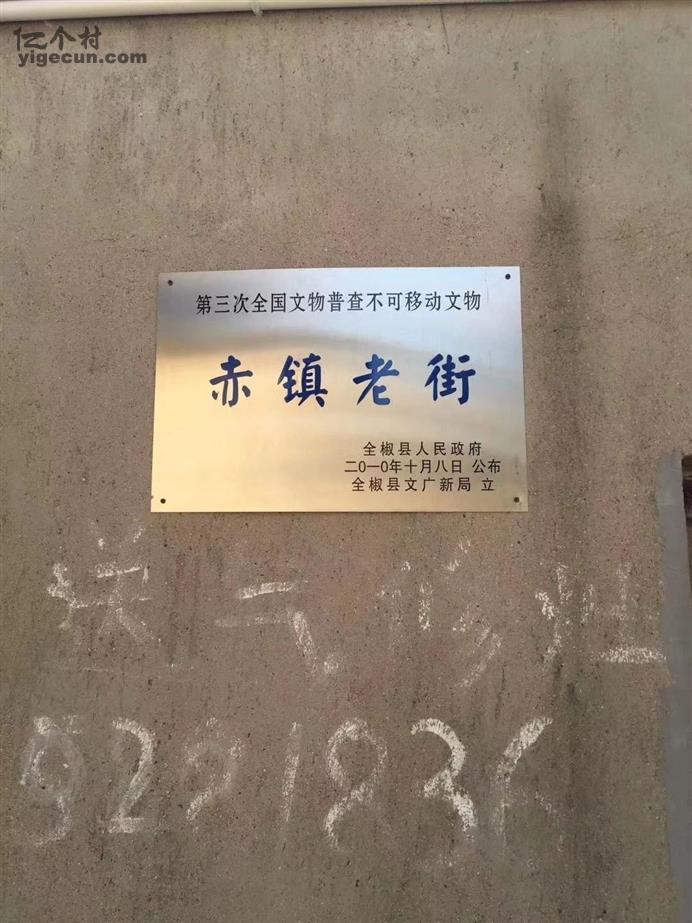 亿个村
yigecun.com
第三次全国文物普查不可移动文物
赤镇老街
全椒县人民政府
二0一0年十月八日 公布
全椒县文广新局 立